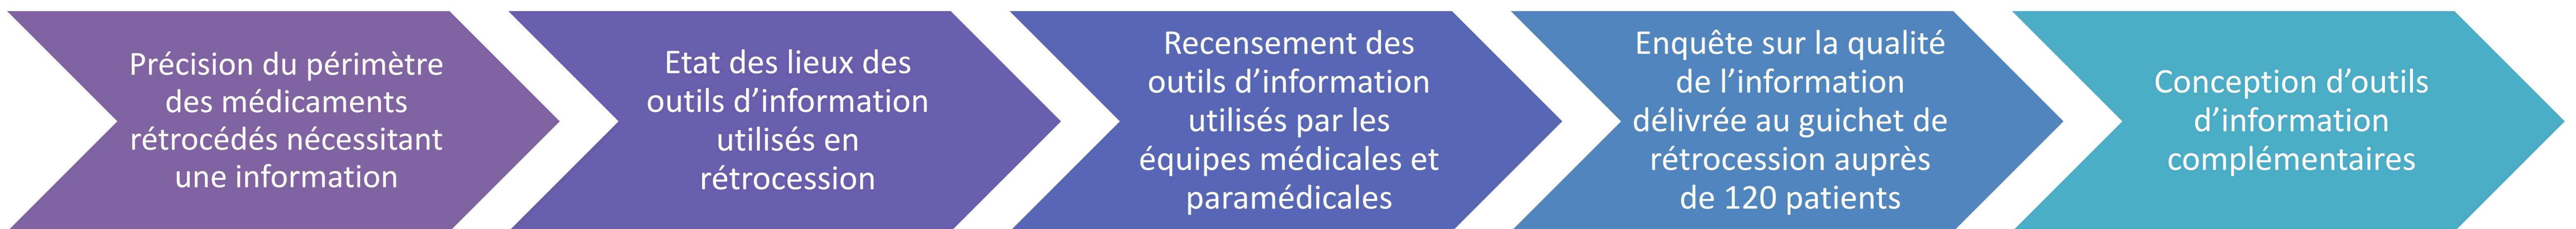 Précision du périmètre
des médicaments
rétrocédés nécessitant
une information
Etat des lieux des
outils d’information
utilisés en
rétrocession
Recensement des
outils d’information
utilisés par les
équipes médicales et
paramédicales
Enquête sur la qualité
de l’information
délivrée au guichet de
rétrocession auprès
de 120 patients
Conception d’outils
d’information
complémentaires